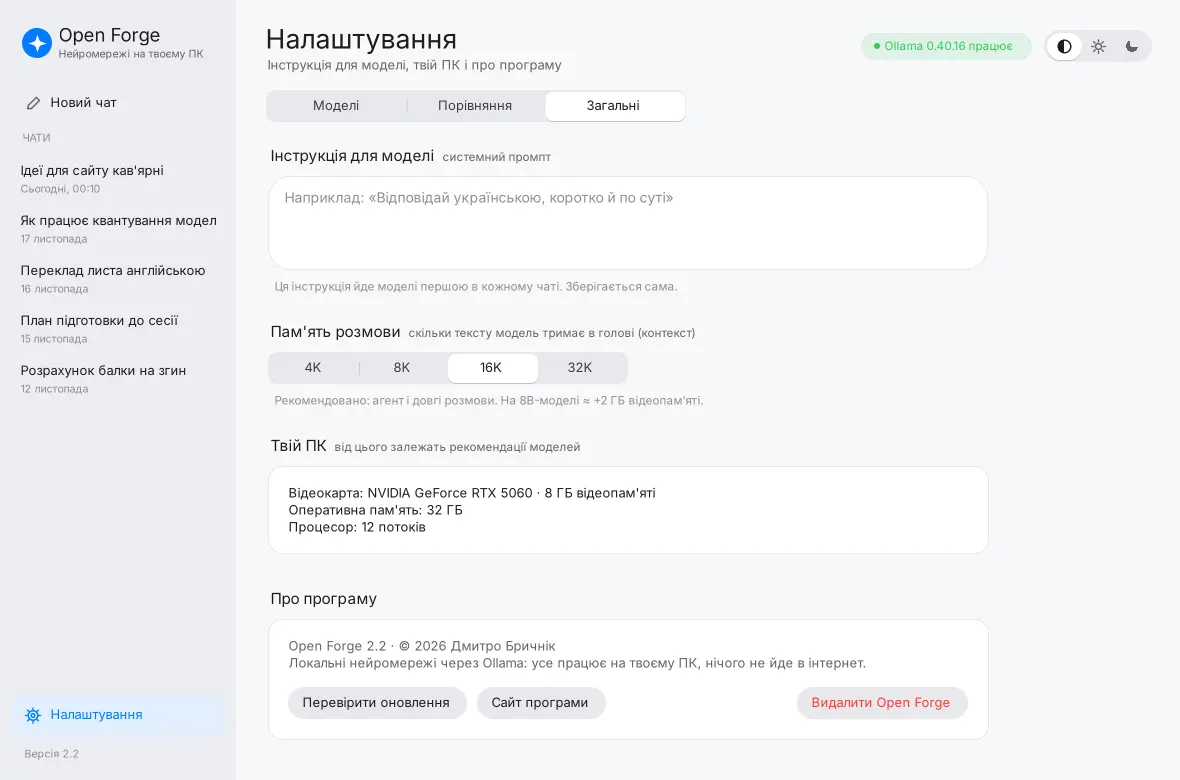 Open Forge
Нейромережі на твоєму ПК
Новий чат
ЧАТИ
Ідеї для сайту кав'ярні
Сьогодні, 00:10
Як працює квантування модел
17 листопада
Переклад листа англійською
16 листопада
План підготовки до сесії
15 листопада
Розрахунок балки на згин
12 листопада
Налаштування
Версія 2.2
Налаштування
Інструкція для моделі, твій ПК і про програму
Ollama 0.40.16 працює
Моделі
Порівняння
Загальні
Інструкція для моделі системний промпт
Наприклад: «Відповідай українською, коротко й по суті»
Ця інструкція йде моделі першою в кожному чаті. Зберігається сама.
Пам'ять розмови скільки тексту модель тримає в голові (контекст)
4K
8K
16K
32K
Рекомендовано: агент і довгі розмови. На 8B-моделі ≈ +2 ГБ відеопам'яті.
Твій ПК від цього залежать рекомендації моделей
Відеокарта: NVIDIA GeForce RTX 5060 · 8 ГБ відеопам'яті
Оперативна пам'ять: 32 ГБ
Процесор: 12 потоків
Про програму
Open Forge 2.2 · © 2026 Дмитро Бричнік
Локальні нейромережі через Ollama: усе працює на твоєму ПК, нічого не йде в інтернет.
Перевірити оновлення
Сайт програми
Видалити Open Forge